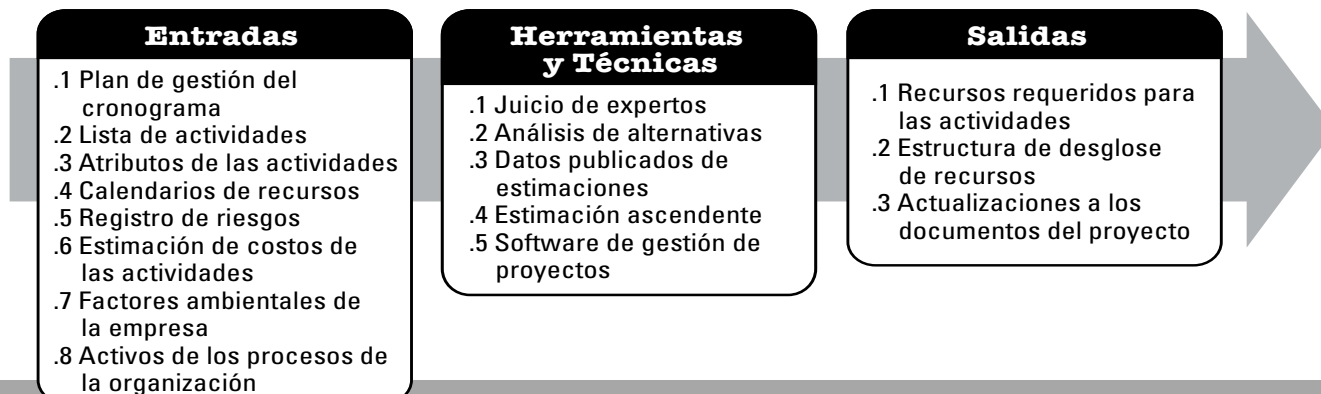 Entradas
.1 Plan de gestión del
cronograma
.2 Lista de actividades
.3 Atributos de las actividades
.4 Calendarios de recursos
.5 Registro de riesgos
.6 Estimación de costos de
las actividades
.7 Factores ambientales de
la empresa
.8 Activos de los procesos de
la organización
Herramientas
y Técnicas
.1 Juicio de expertos
.2 Análisis de alternativas
.3 Datos publicados de
estimaciones
.4 Estimación ascendente
.5 Software de gestión de
proyectos
Salidas
.1 Recursos requeridos para
las actividades
.2 Estructura de desglose
de recursos
.3 Actualizaciones a los
documentos del proyecto